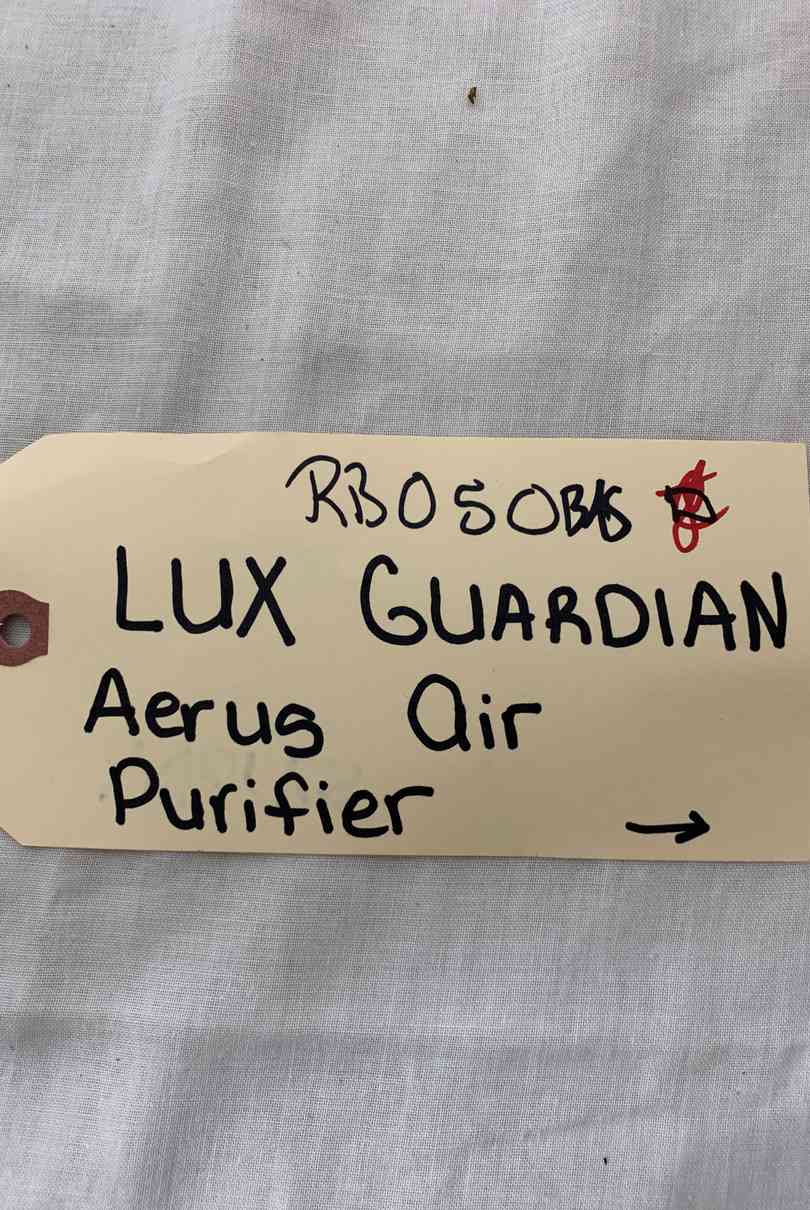 RB050
LUX GUARDIAN
Aerus Air
Purifier →